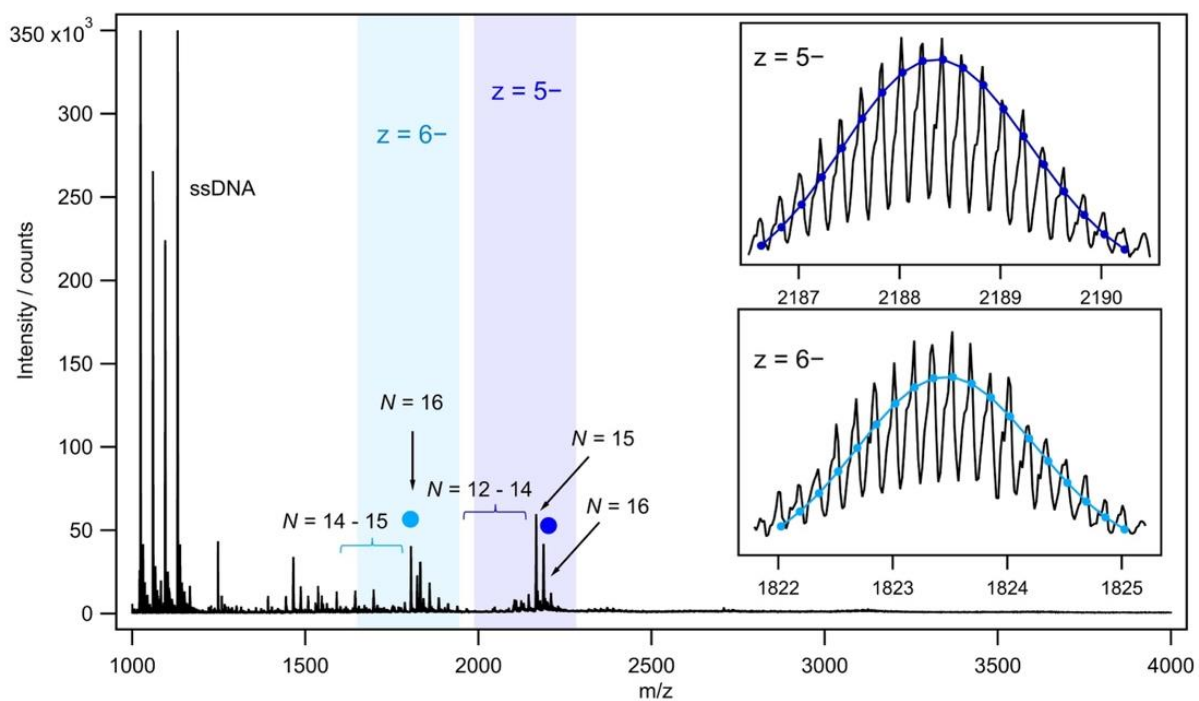 350 x10³
300
250
200
150
100
50
0
Intensity / counts
ssDNA
z = 6−
z = 5−
N = 16
N = 14 - 15
N = 12 - 14
N = 15
N = 16
1000
1500
2000
2500
3000
3500
4000
m/z
z = 5−
2187
2188
2189
2190
z = 6−
1822
1823
1824
1825